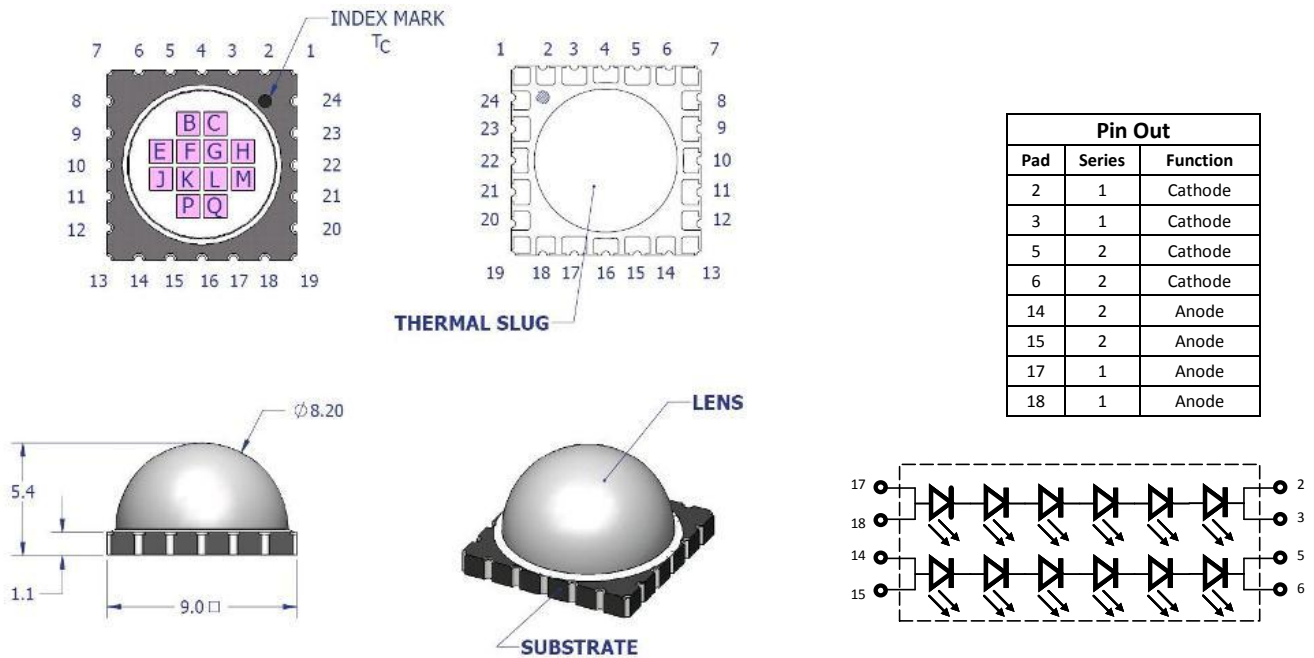 INDEX MARK
TC
7 6 5 4 3 2 1
8 24
9 23
10 22
11 21
12 20
13 14 15 16 17 18 19
B C
E F G H
J K L M
P Q
1 2 3 4 5 6 7
24 8
23 9
22 10
21 11
20 12
19 18 17 16 15 14 13
THERMAL SLUG
Pin Out
Pad Series Function
2 1 Cathode
3 1 Cathode
5 2 Cathode
6 2 Cathode
14 2 Anode
15 2 Anode
17 1 Anode
18 1 Anode
∅8.20
5.4
1.1
9.0 □
LENS
SUBSTRATE
17 2
18 3
14 5
15 6